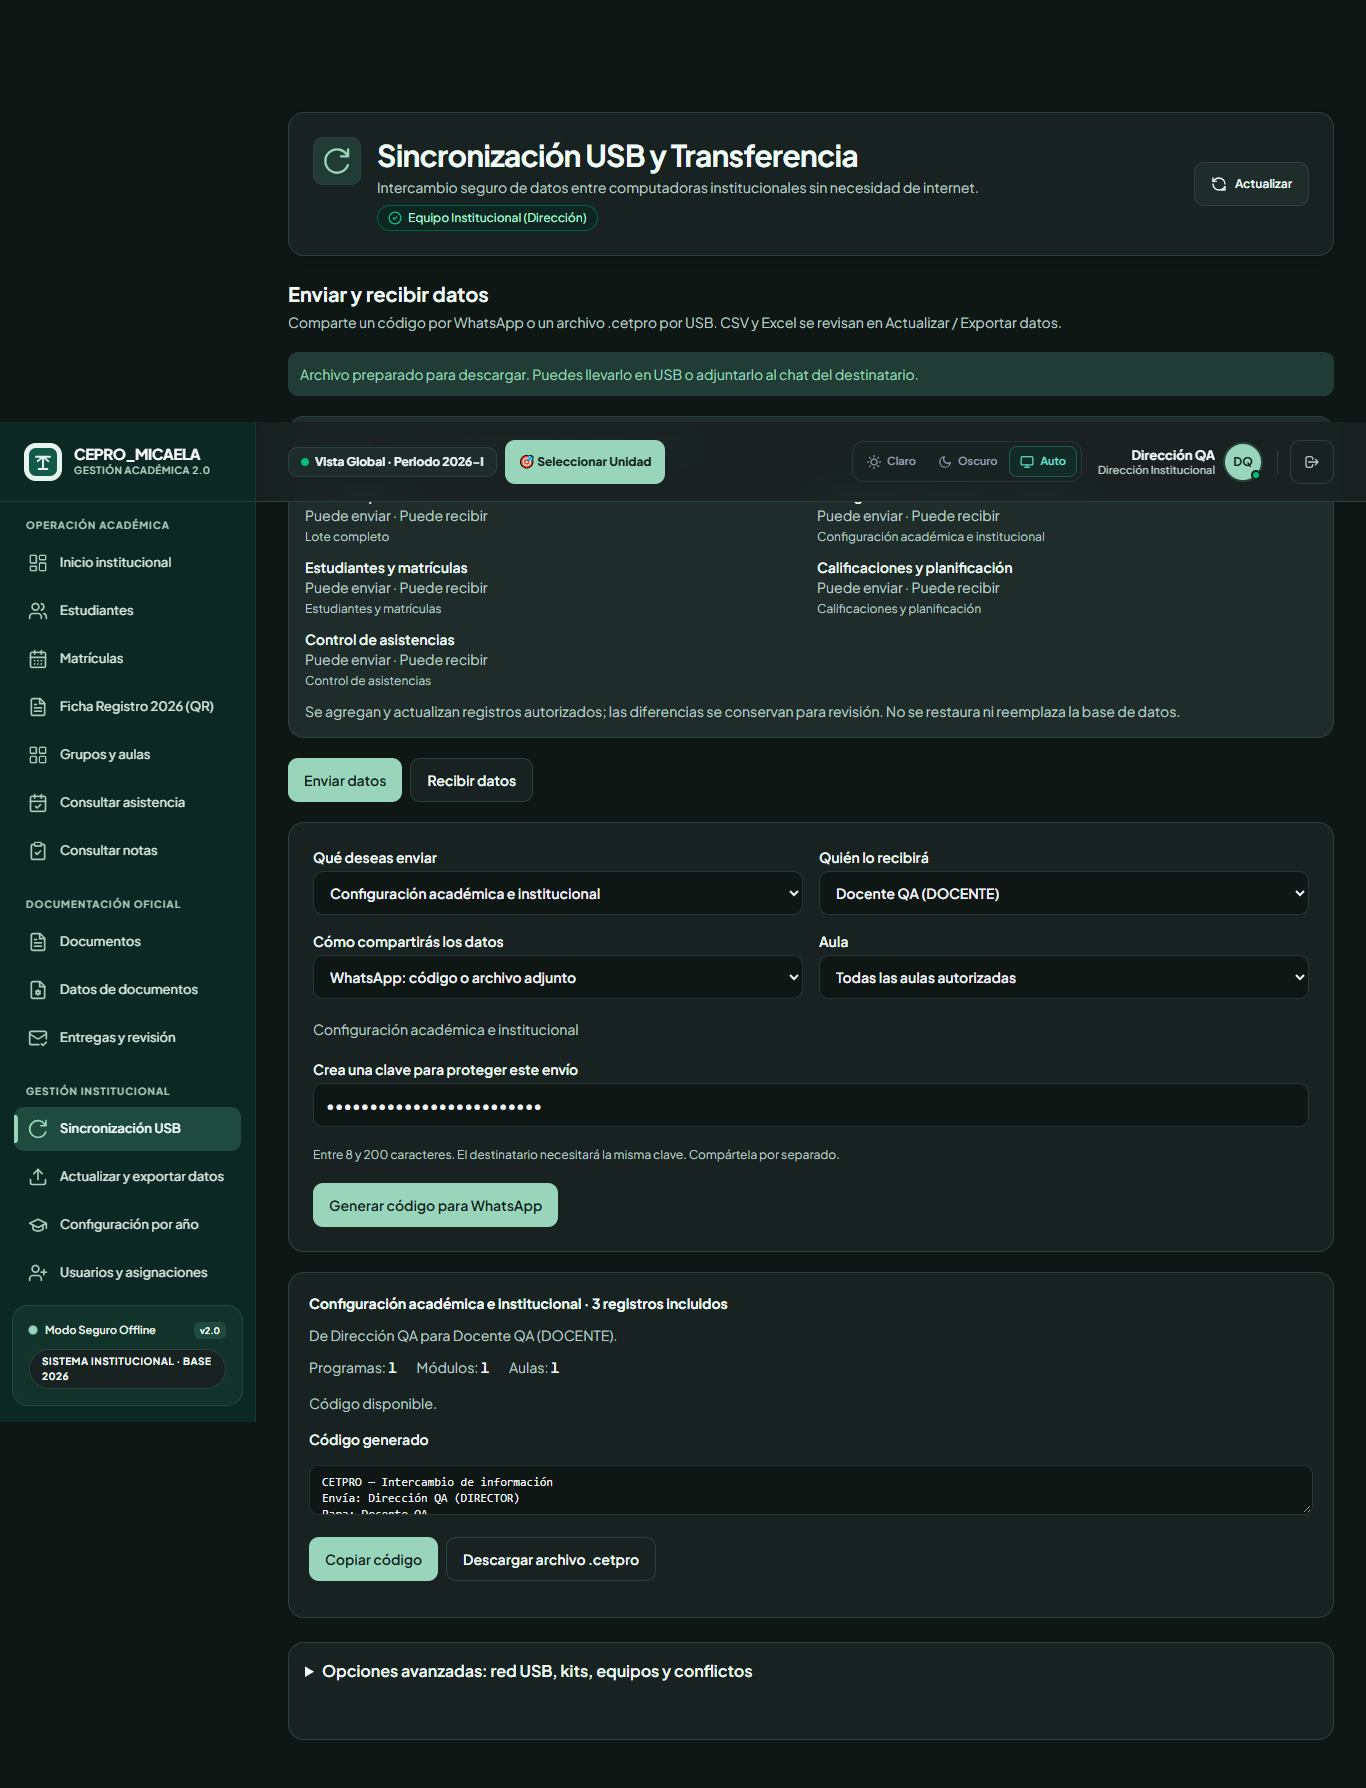 Sincronización USB y Transferencia
Intercambio seguro de datos entre computadoras institucionales sin necesidad de internet.
Equipo Institucional (Dirección)
Actualizar
Enviar y recibir datos
Comparte un código por WhatsApp o un archivo .cetpro por USB. CSV y Excel se revisan en Actualizar / Exportar datos.
Archivo preparado para descargar. Puedes llevarlo en USB o adjuntarlo al chat del destinatario.
CEPRO_MICAELA
GESTIÓN ACADÉMICA 2.0
Vista Global · Periodo 2026-I
Seleccionar Unidad
Claro
Oscuro
Auto
Dirección QA
Dirección Institucional
DQ
OPERACIÓN ACADÉMICA
Inicio institucional
Estudiantes
Matrículas
Ficha Registro 2026 (QR)
Grupos y aulas
Consultar asistencia
Consultar notas
DOCUMENTACIÓN OFICIAL
Documentos
Datos de documentos
Entregas y revisión
GESTIÓN INSTITUCIONAL
Sincronización USB
Actualizar y exportar datos
Configuración por año
Usuarios y asignaciones
Modo Seguro Offline
v2.0
SISTEMA INSTITUCIONAL · BASE
2026
Puede enviar · Puede recibir
Lote completo
Puede enviar · Puede recibir
Configuración académica e institucional
Estudiantes y matrículas
Puede enviar · Puede recibir
Estudiantes y matrículas
Calificaciones y planificación
Puede enviar · Puede recibir
Calificaciones y planificación
Control de asistencias
Puede enviar · Puede recibir
Control de asistencias
Se agregan y actualizan registros autorizados; las diferencias se conservan para revisión. No se restaura ni reemplaza la base de datos.
Enviar datos
Recibir datos
Qué deseas enviar
Configuración académica e institucional
Quién lo recibirá
Docente QA (DOCENTE)
Cómo compartirás los datos
WhatsApp: código o archivo adjunto
Aula
Todas las aulas autorizadas
Configuración académica e institucional
Crea una clave para proteger este envío
•••••••••••••••••••••••••
Entre 8 y 200 caracteres. El destinatario necesitará la misma clave. Compártela por separado.
Generar código para WhatsApp
Configuración académica e institucional · 3 registros incluidos
De Dirección QA para Docente QA (DOCENTE).
Programas: 1 Módulos: 1 Aulas: 1
Código disponible.
Código generado
CETPRO — Intercambio de información
Envía: Dirección QA (DIRECTOR)
Para: Docente QA
Copiar código
Descargar archivo .cetpro
Opciones avanzadas: red USB, kits, equipos y conflictos